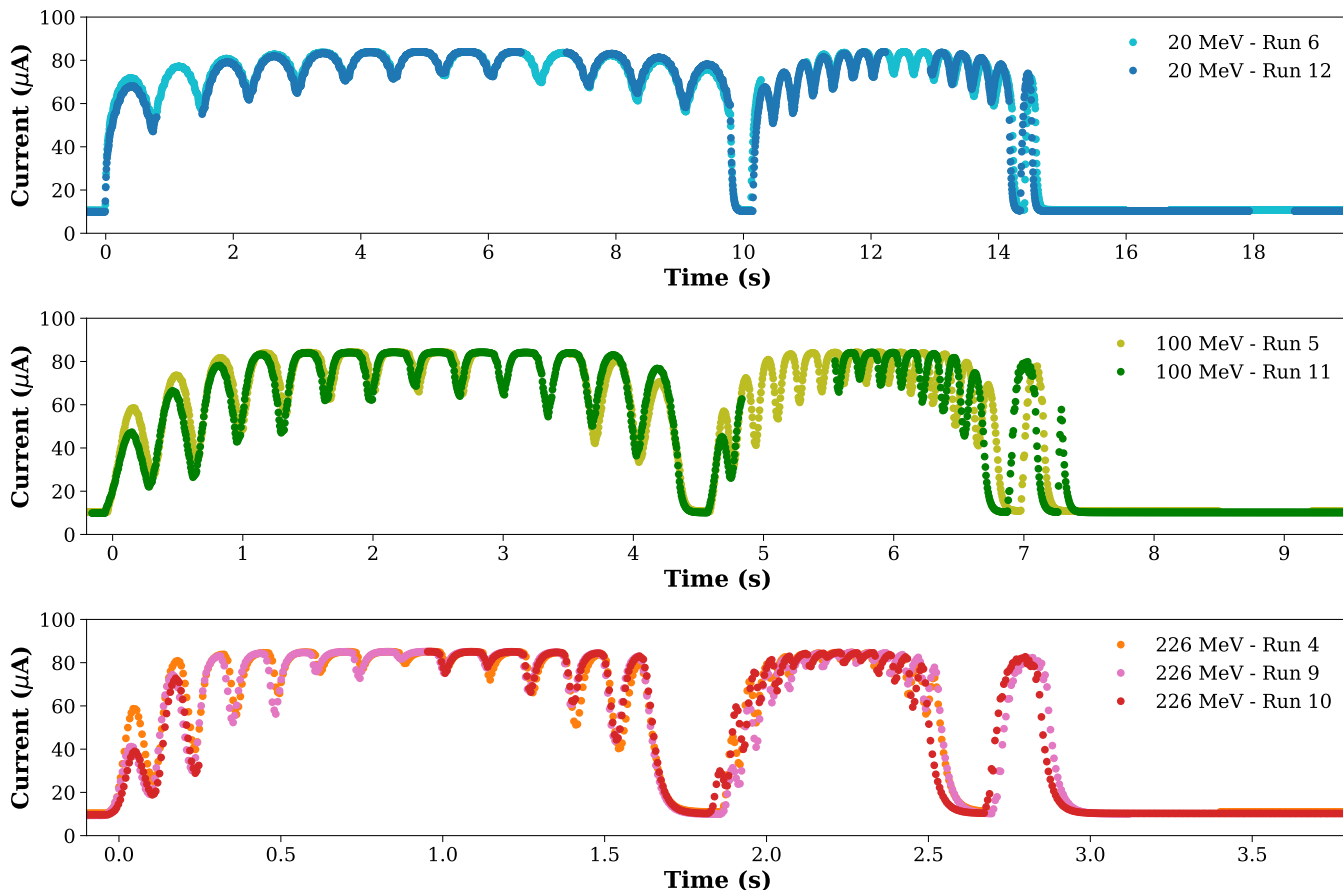 100
80
60
40
20
0
Current (μA)
20 MeV - Run 6
20 MeV - Run 12
0 2 4 6 8 10 12 14 16 18
Time (s)
100
80
60
40
20
0
Current (μA)
100 MeV - Run 5
100 MeV - Run 11
0 1 2 3 4 5 6 7 8 9
Time (s)
100
80
60
40
20
0
Current (μA)
226 MeV - Run 4
226 MeV - Run 9
226 MeV - Run 10
0.0 0.5 1.0 1.5 2.0 2.5 3.0 3.5
Time (s)